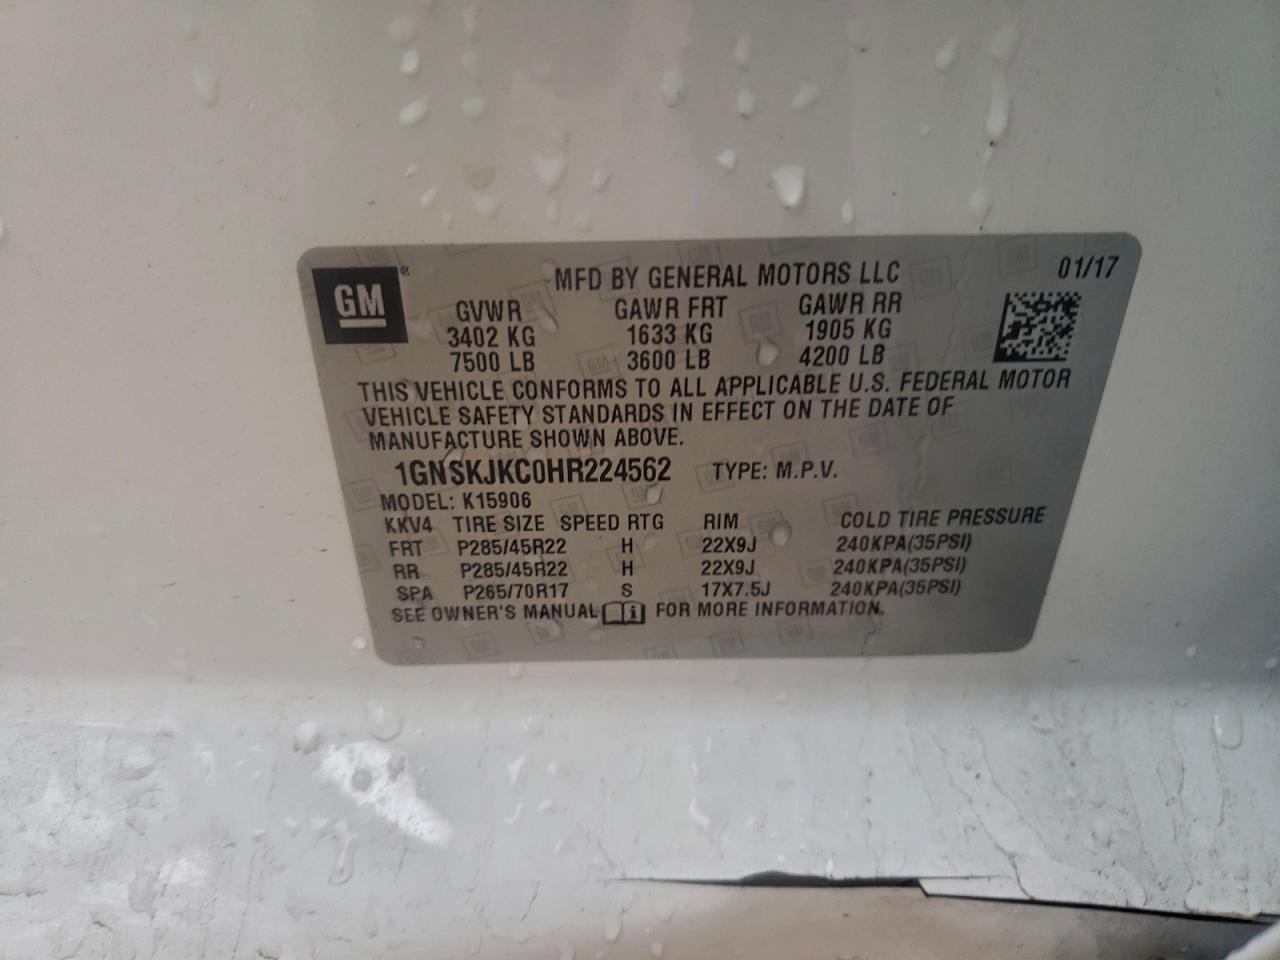 GM ®
MFD BY GENERAL MOTORS LLC 01/17
GVWR GAWR FRT GAWR RR
3402 KG 1633 KG 1905 KG
7500 LB 3600 LB 4200 LB
THIS VEHICLE CONFORMS TO ALL APPLICABLE U.S. FEDERAL MOTOR
VEHICLE SAFETY STANDARDS IN EFFECT ON THE DATE OF
MANUFACTURE SHOWN ABOVE.
1GNSKJKC0HR224562 TYPE: M.P.V.
MODEL: K15906
KKV4 TIRE SIZE SPEED RTG RIM COLD TIRE PRESSURE
FRT P285/45R22 H 22X9J 240KPA(35PSI)
RR P285/45R22 H 22X9J 240KPA(35PSI)
SPA P265/70R17 S 17X7.5J 240KPA(35PSI)
SEE OWNER'S MANUAL i FOR MORE INFORMATION.